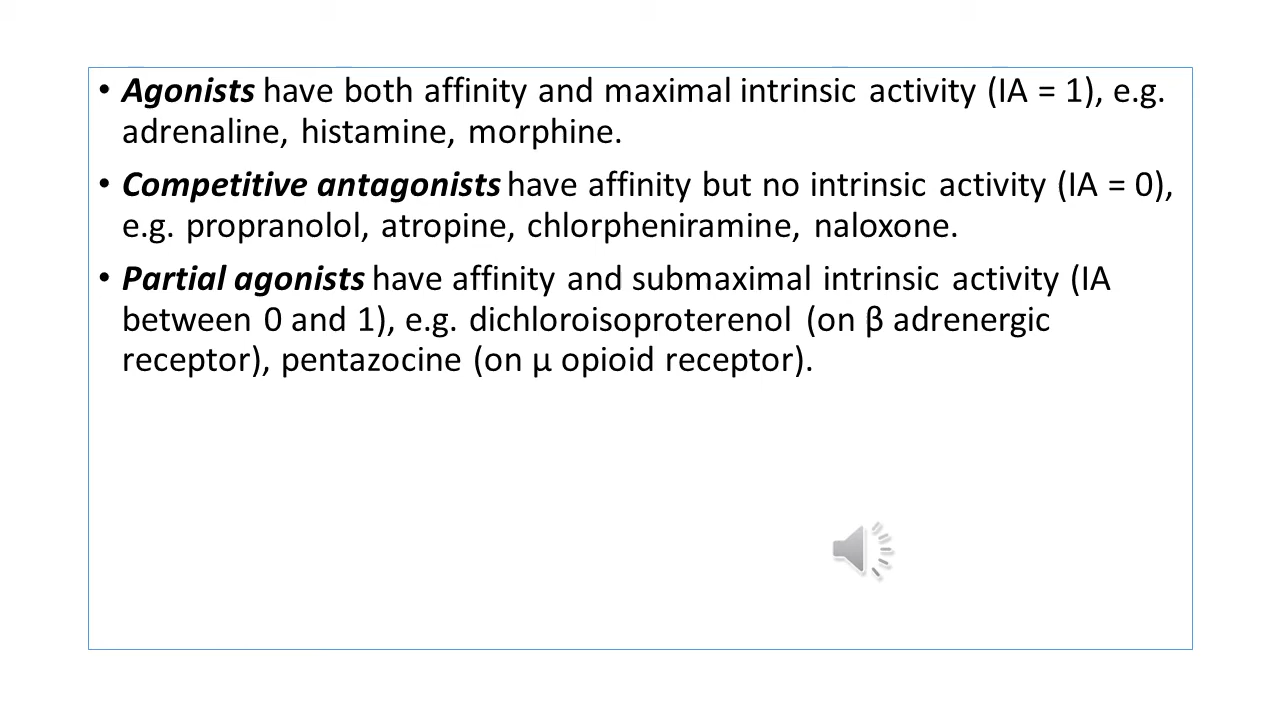 • Agonists have both affinity and maximal intrinsic activity (IA = 1), e.g.
adrenaline, histamine, morphine.
• Competitive antagonists have affinity but no intrinsic activity (IA = 0),
e.g. propranolol, atropine, chlorpheniramine, naloxone.
• Partial agonists have affinity and submaximal intrinsic activity (IA
between 0 and 1), e.g. dichloroisoproterenol (on β adrenergic
receptor), pentazocine (on μ opioid receptor).